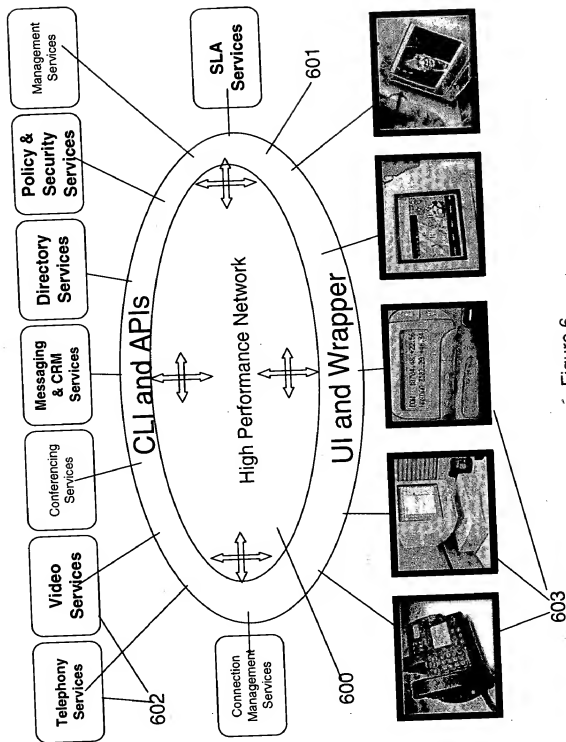 Telephony
Services
Video
Services
Conferencing
Services
Messaging
& CRM
Services
Directory
Services
Policy &
Security
Services
Management
Services
602
Connection
Management
Services
CLI and APIs
SLA
Services
High Performance Network
UI and Wrapper
600
601
603
Figure 6